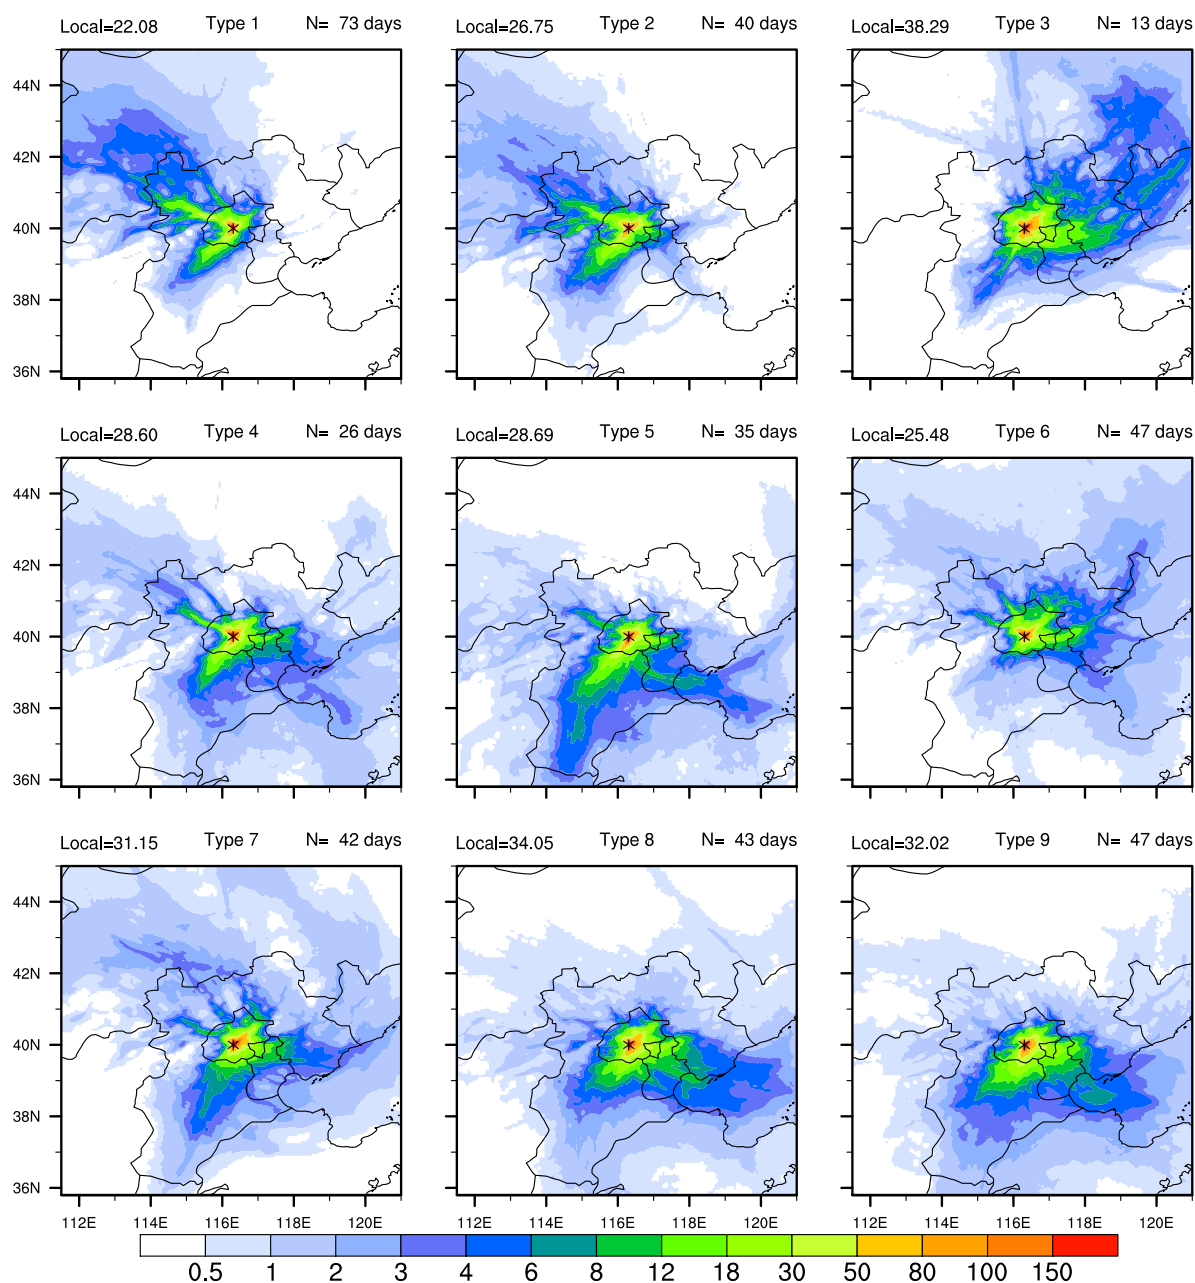 Local=22.08 Type 1 N= 73 days
Local=26.75 Type 2 N= 40 days
Local=38.29 Type 3 N= 13 days
44N
42N
40N
38N
36N
Local=28.60 Type 4 N= 26 days
Local=28.69 Type 5 N= 35 days
Local=25.48 Type 6 N= 47 days
44N
42N
40N
38N
36N
Local=31.15 Type 7 N= 42 days
Local=34.05 Type 8 N= 43 days
Local=32.02 Type 9 N= 47 days
44N
42N
40N
38N
36N
112E 114E 116E 118E 120E
112E 114E 116E 118E 120E
112E 114E 116E 118E 120E
0.5 1 2 3 4 6 8 12 18 30 50 80 100 150